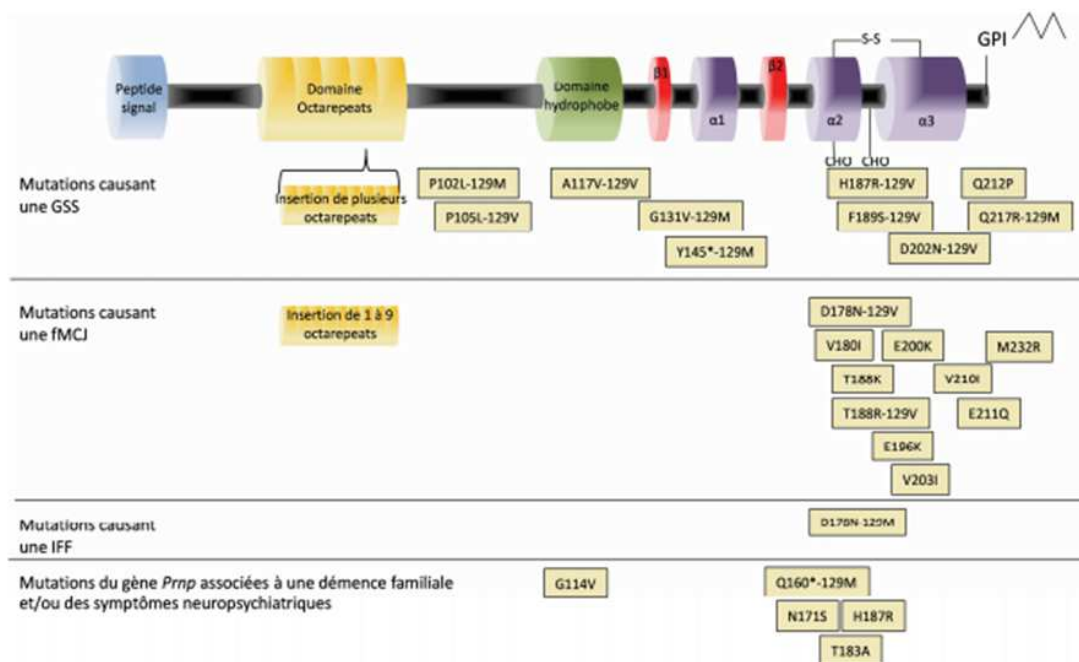 S-S
GPI
Peptide
signal
Domaine
Octarepeats
Domaine
hydrophobe
β1
α1
β2
α2
α3
CHO CHO
Mutations causant
une GSS
Insertion de plusieurs
octarepeats
P102L-129M
P105L-129V
A117V-129V
G131V-129M
Y145*-129M
H187R-129V
F189S-129V
D202N-129V
Q212P
Q217R-129M
Mutations causant
une fMCJ
Insertion de 1 à 9
octarepeats
D178N-129V
V180I
E200K
M232R
T188K
V210I
T188R-129V
E211Q
E196K
V203I
Mutations causant
une IFF
D178N-129M
Mutations du gène Prnp associées à une démence familiale
et/ou des symptômes neuropsychiatriques
G114V
Q160*-129M
N171S
H187R
T183A